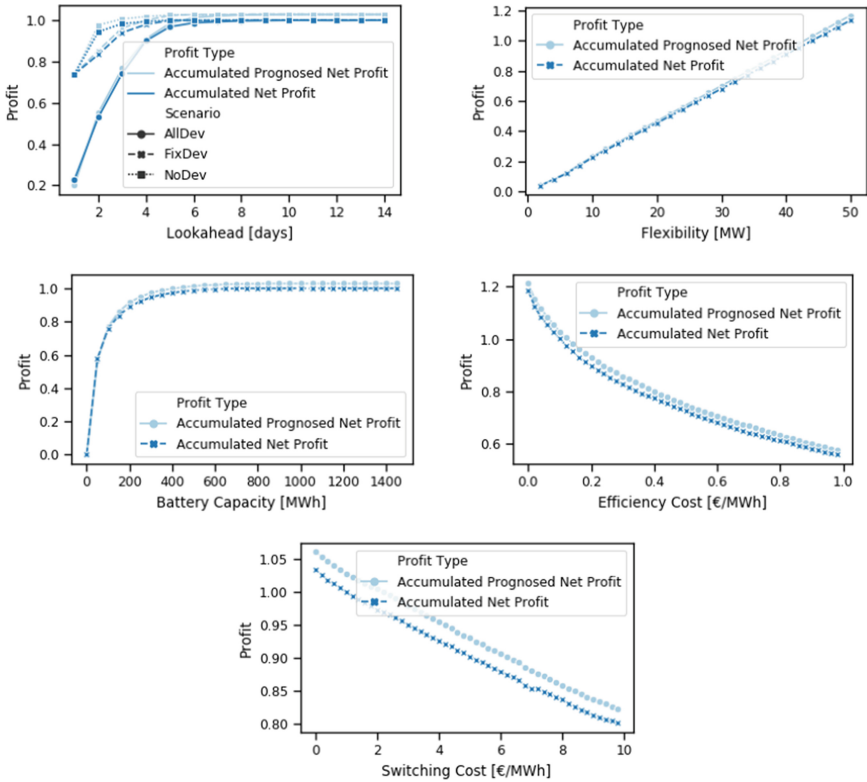 Profit Type
Accumulated Prognosed Net Profit
Accumulated Net Profit
Scenario
AllDev
FixDev
NoDev
1.0
0.8
0.6
0.4
0.2
Profit
2 4 6 8 10 12 14
Lookahead [days]
Profit Type
Accumulated Prognosed Net Profit
Accumulated Net Profit
1.2
1.0
0.8
0.6
0.4
0.2
0.0
Profit
0 10 20 30 40 50
Flexibility [MW]
1.0
0.8
0.6
0.4
0.2
0.0
Profit
Profit Type
Accumulated Prognosed Net Profit
Accumulated Net Profit
0 200 400 600 800 1000 1200 1400
Battery Capacity [MWh]
Profit Type
Accumulated Prognosed Net Profit
Accumulated Net Profit
1.2
1.0
0.8
0.6
Profit
0.0 0.2 0.4 0.6 0.8 1.0
Efficiency Cost [€/MWh]
Profit Type
Accumulated Prognosed Net Profit
Accumulated Net Profit
1.05
1.00
0.95
0.90
0.85
0.80
Profit
0 2 4 6 8 10
Switching Cost [€/MWh]